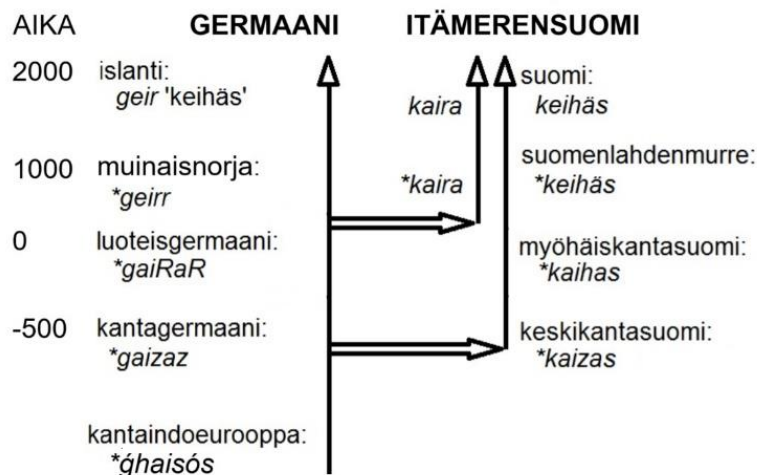 AIKA GERMAANI ITÄMERENSUOMI
2000 islanti: suomi:
geir 'keihäs' kaira keihäs
1000 muinaisnorja: suomenlahdenmurre:
*geirr *kaira *keihäs
0 luoteisgermaani: myöhäiskantasuomi:
*gaiRaR *kaihas
-500 kantagermaani: keskikantasuomi:
*gaizaz *kaizas
kantaindoeurooppa:
*ǵhaisós